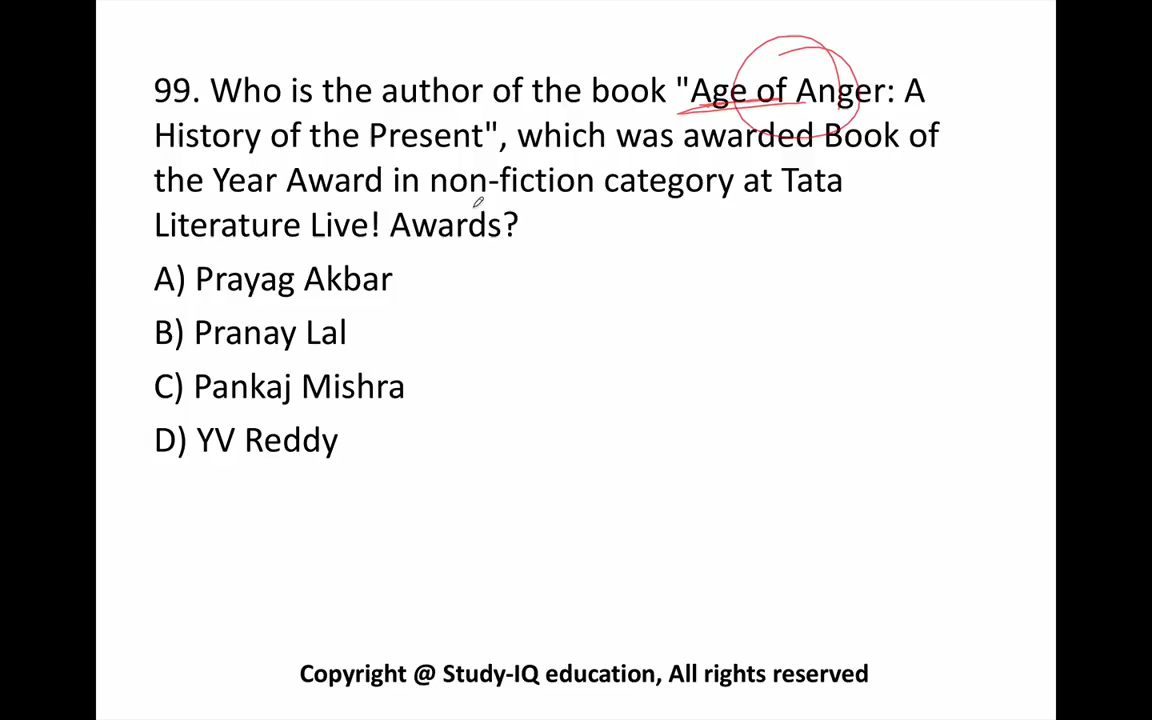 99. Who is the author of the book "Age of Anger: A
History of the Present", which was awarded Book of
the Year Award in non-fiction category at Tata
Literature Live! Awards?
A) Prayag Akbar
B) Pranay Lal
C) Pankaj Mishra
D) YV Reddy
Copyright @ Study-IQ education, All rights reserved